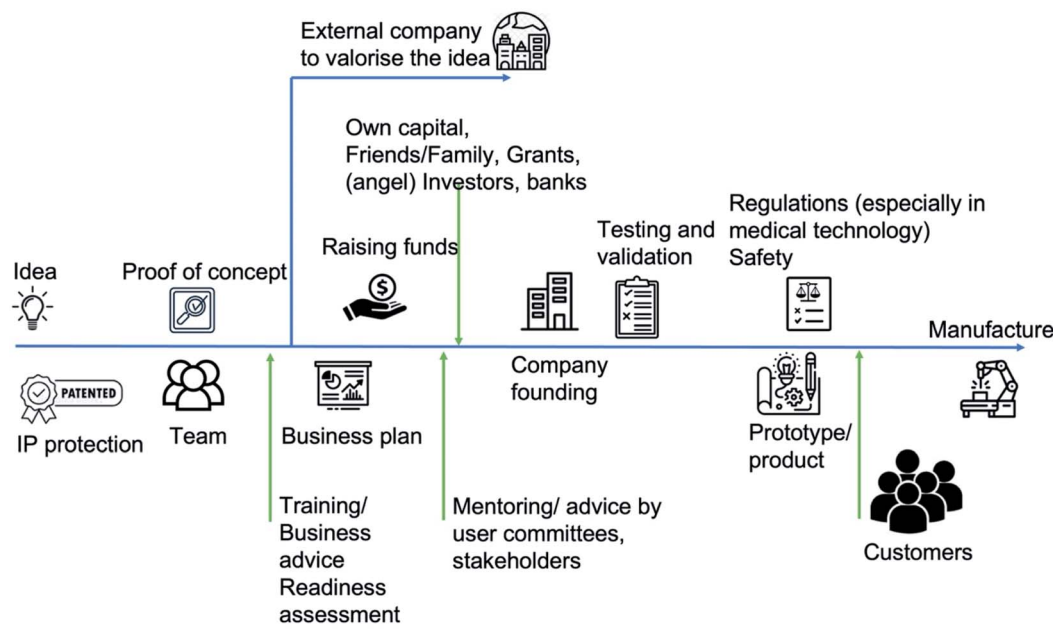 External company
to valorise the idea
Own capital,
Friends/Family, Grants,
(angel) Investors, banks
Regulations (especially in
medical technology)
Safety
Testing and
validation
Raising funds
Idea
Proof of concept
Manufacture
PATENTED
IP protection
Team
Business plan
Company
founding
Prototype/
product
Training/
Business
advice
Readiness
assessment
Mentoring/ advice by
user committees,
stakeholders
Customers